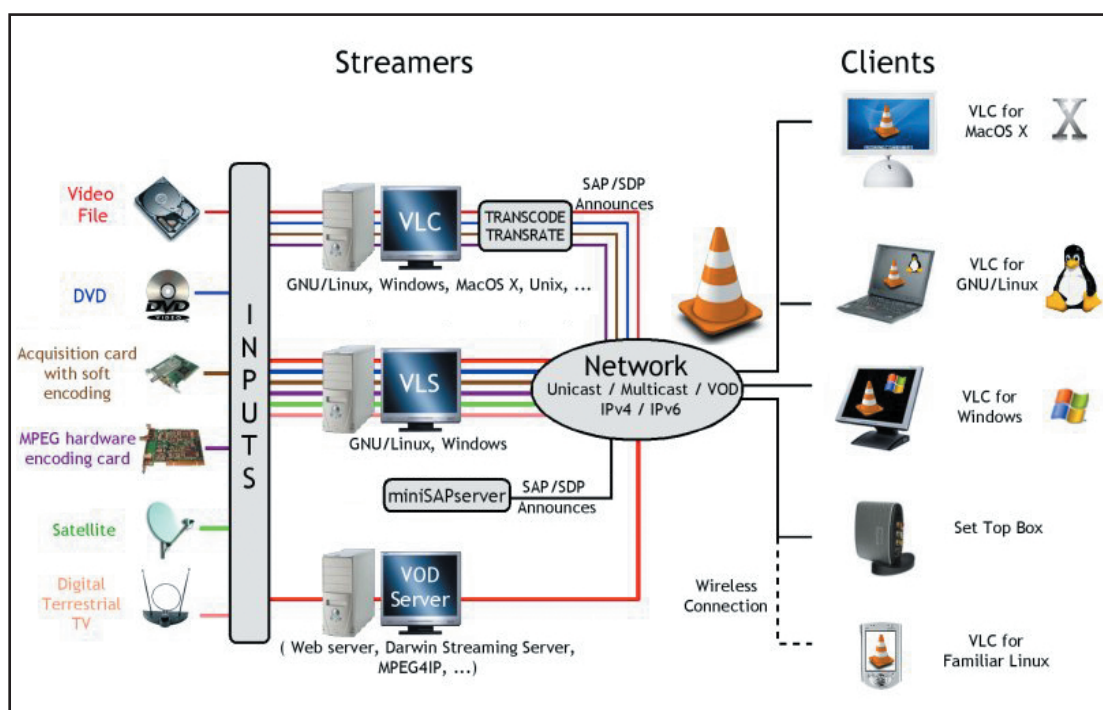 Streamers
Clients
Video
File
DVD
DVD
VIDEO
Acquisition card
with soft
encoding
MPEG hardware
encoding card
Satellite
Digital
Terrestrial
TV
INPUTS
VLC
TRANSCODE
TRANSRATE
SAP/SDP
Announces
GNU/Linux, Windows, MacOS X, Unix, ...
VLS
GNU/Linux, Windows
Network
Unicast / Multicast / VOD
IPv4 / IPv6
miniSAPserver
SAP/SDP
Announces
VOD
Server
( Web server, Darwin Streaming Server,
MPEG4IP, ...)
Wireless
Connection
VLC for
MacOS X
X
VLC for
GNU/Linux
VLC for
Windows
Set Top Box
VLC for
Familiar Linux